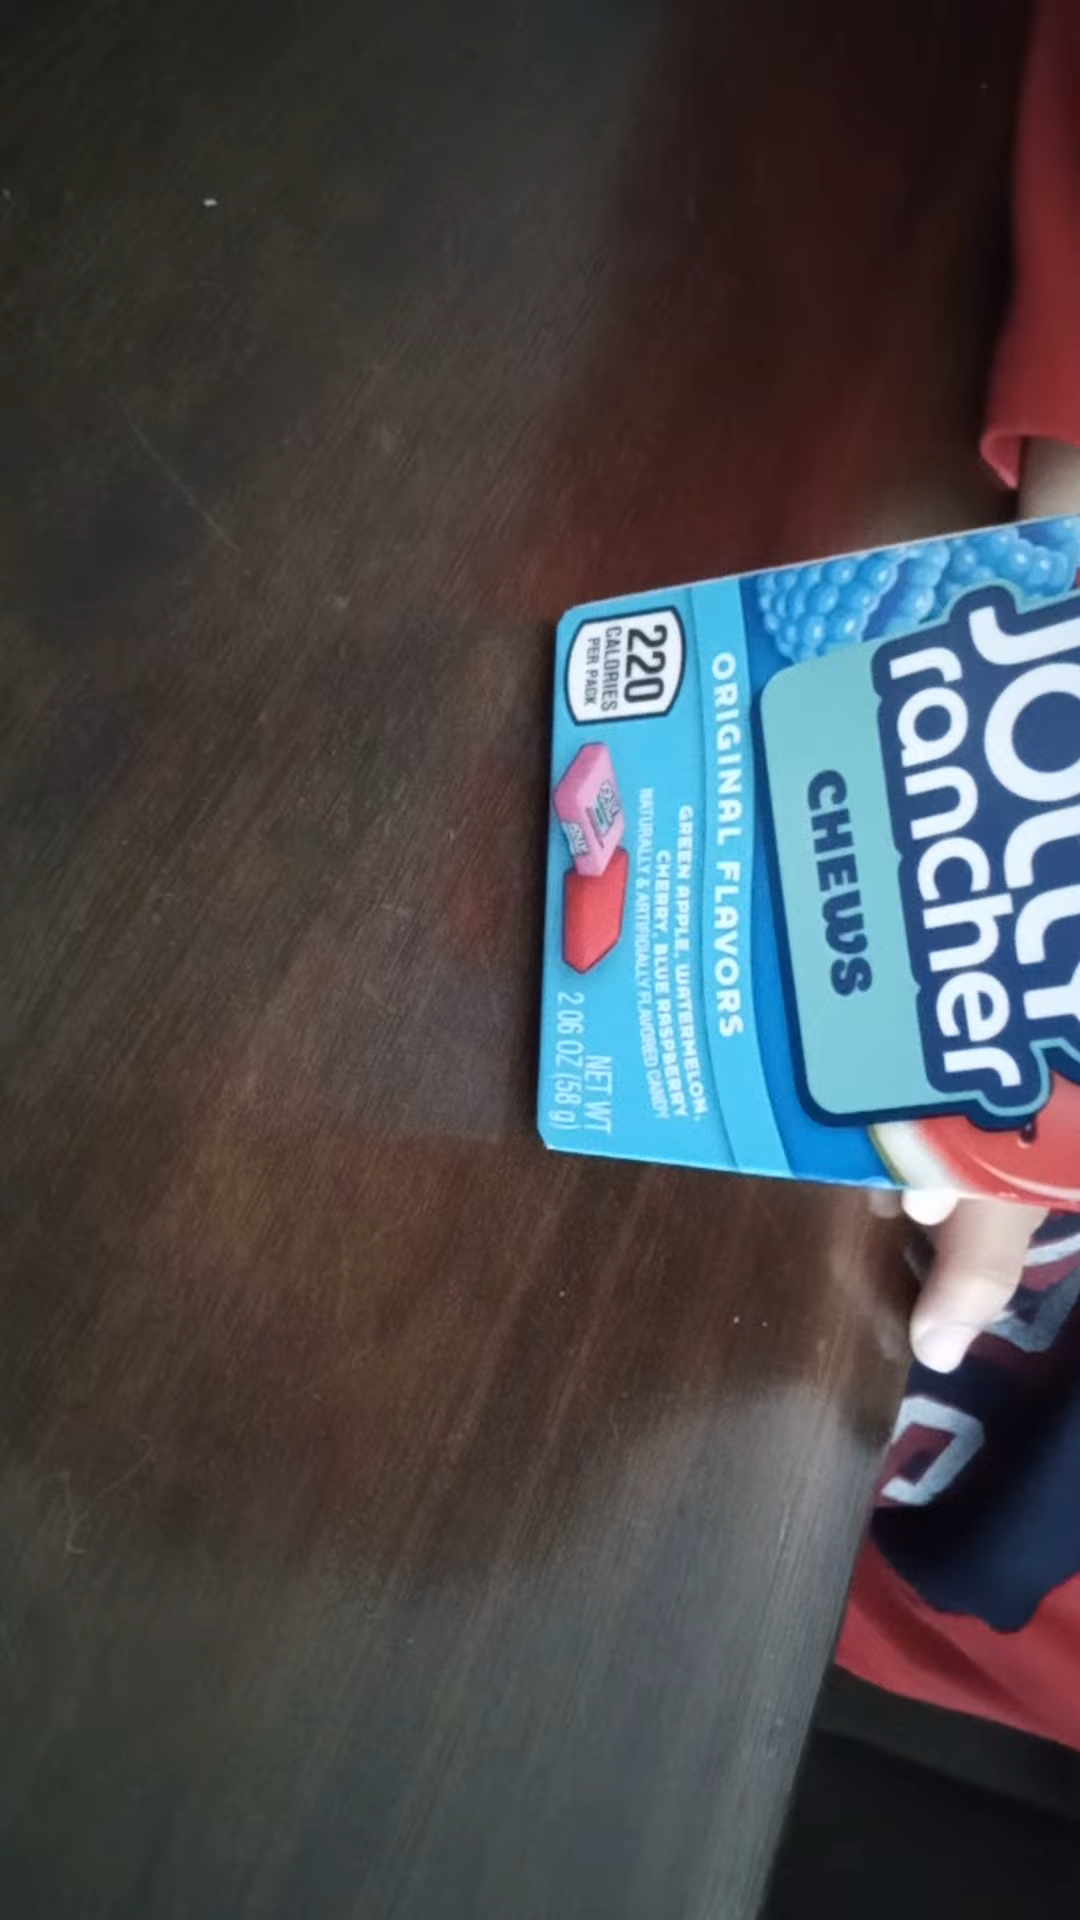 JOLLY
rancher
CHEWS
ORIGINAL FLAVORS
GREEN APPLE, WATERMELON,
CHERRY, BLUE RASPBERRY
NATURALLY & ARTIFICIALLY FLAVORED CANDY
220
CALORIES
PER PACK
NET WT
2.06 OZ (58 g)